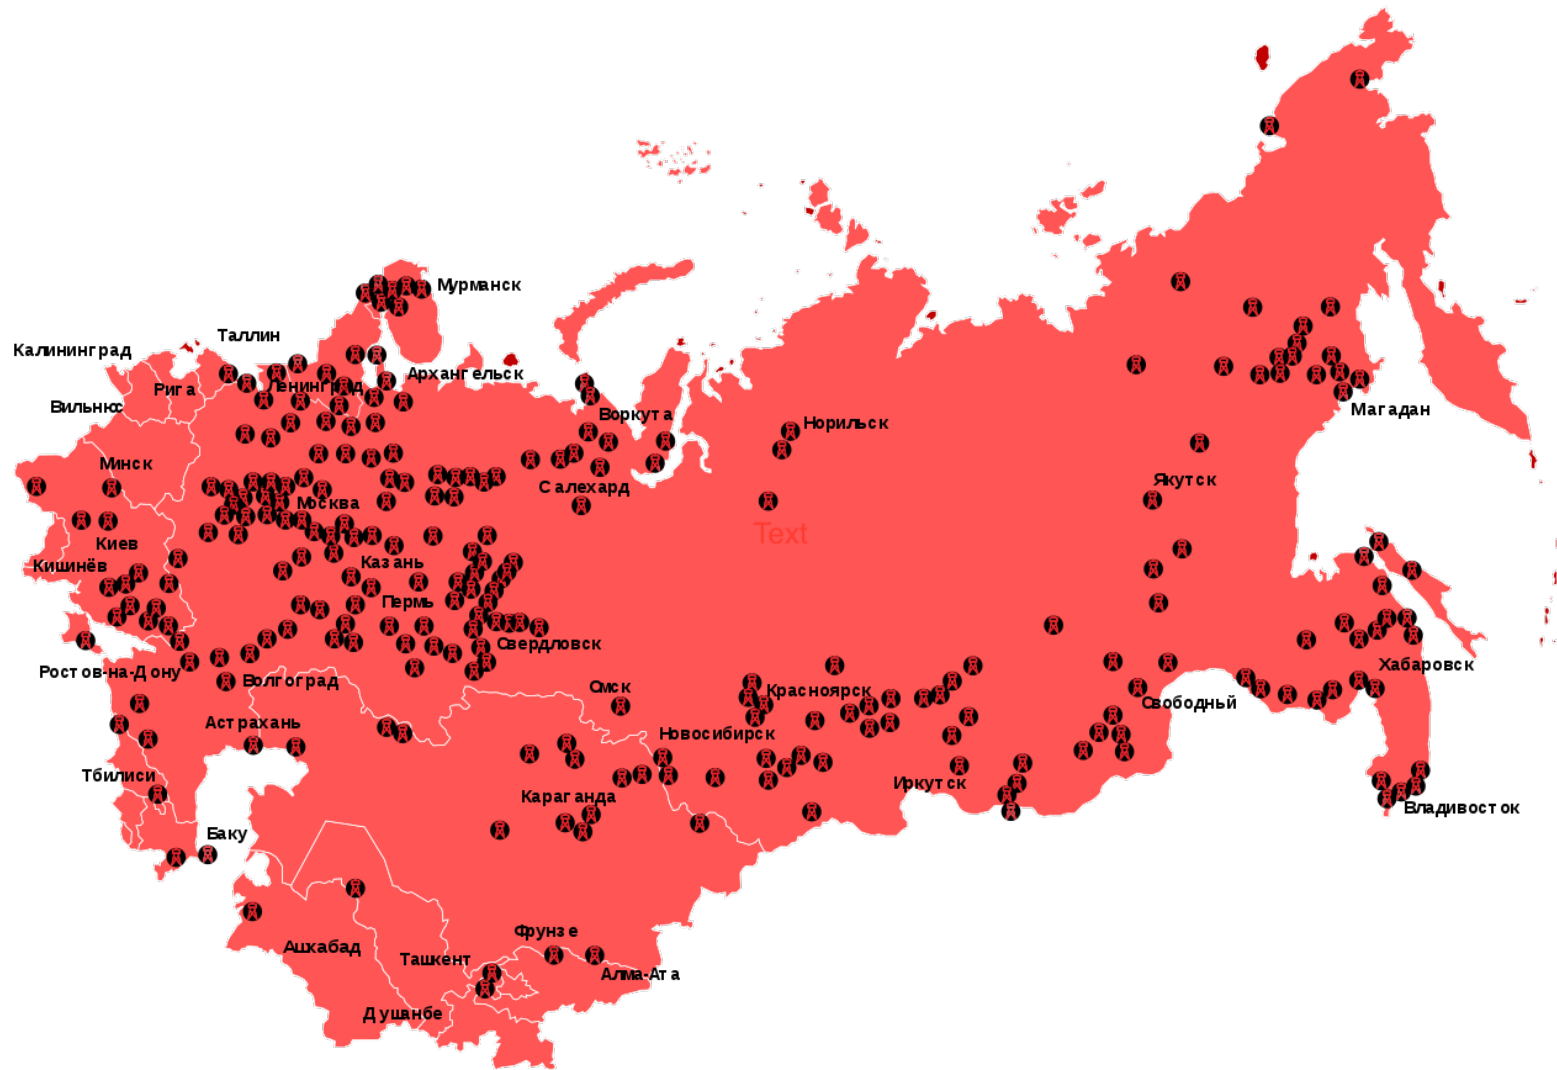 Мурманск
Таллин
Калининград
Архангельск
Рига
Ленинград
Вильнюс
Воркута
Магадан
Норильск
Минск
Якутск
Салехард
Москва
Text
Киев
Казань
Кишинёв
Пермь
Свердловск
Хабаровск
Ростов-на-Дону
Волгоград
Омск
Красноярск
Свободный
Астрахань
Новосибирск
Тбилиси
Иркутск
Караганда
Владивосток
Баку
Фрунзе
Ашхабад
Ташкент
Алма-Ата
Душанбе